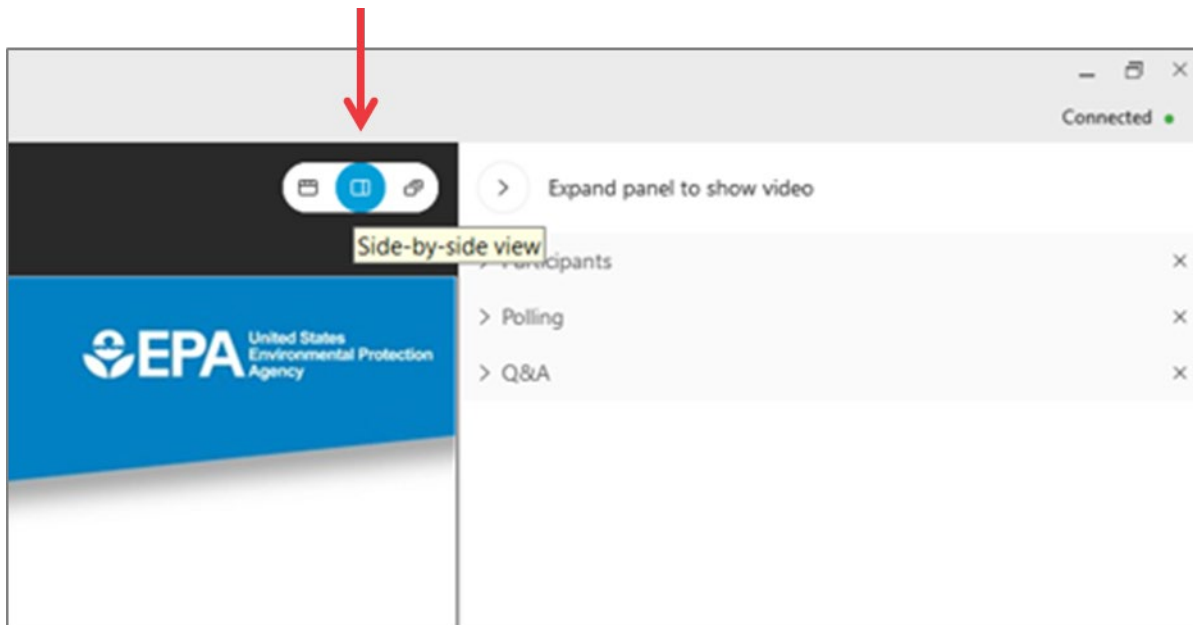 Connected
Expand panel to show video
Side-by-side view
Participants
Polling
Q&A
EPA
United States
Environmental Protection
Agency